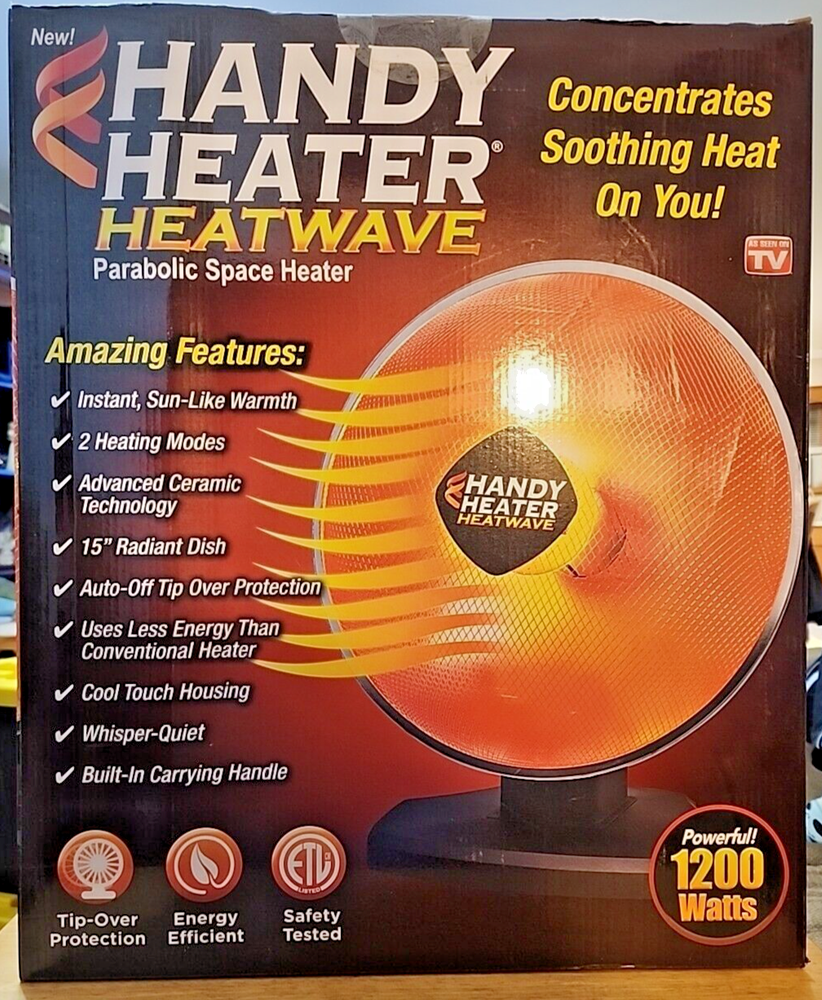 New!
HANDY
HEATER®
HEATWAVE
Parabolic Space Heater
Concentrates
Soothing Heat
On You!
AS SEEN ON
TV
Amazing Features:
✓ Instant, Sun-Like Warmth
✓ 2 Heating Modes
✓ Advanced Ceramic
Technology
✓ 15" Radiant Dish
✓ Auto-Off Tip Over Protection
✓ Uses Less Energy Than
Conventional Heater
✓ Cool Touch Housing
✓ Whisper-Quiet
✓ Built-In Carrying Handle
HANDY
HEATER
HEATWAVE
Tip-Over
Protection
Energy
Efficient
ETL
LISTED
Safety
Tested
Powerful!
1200
Watts